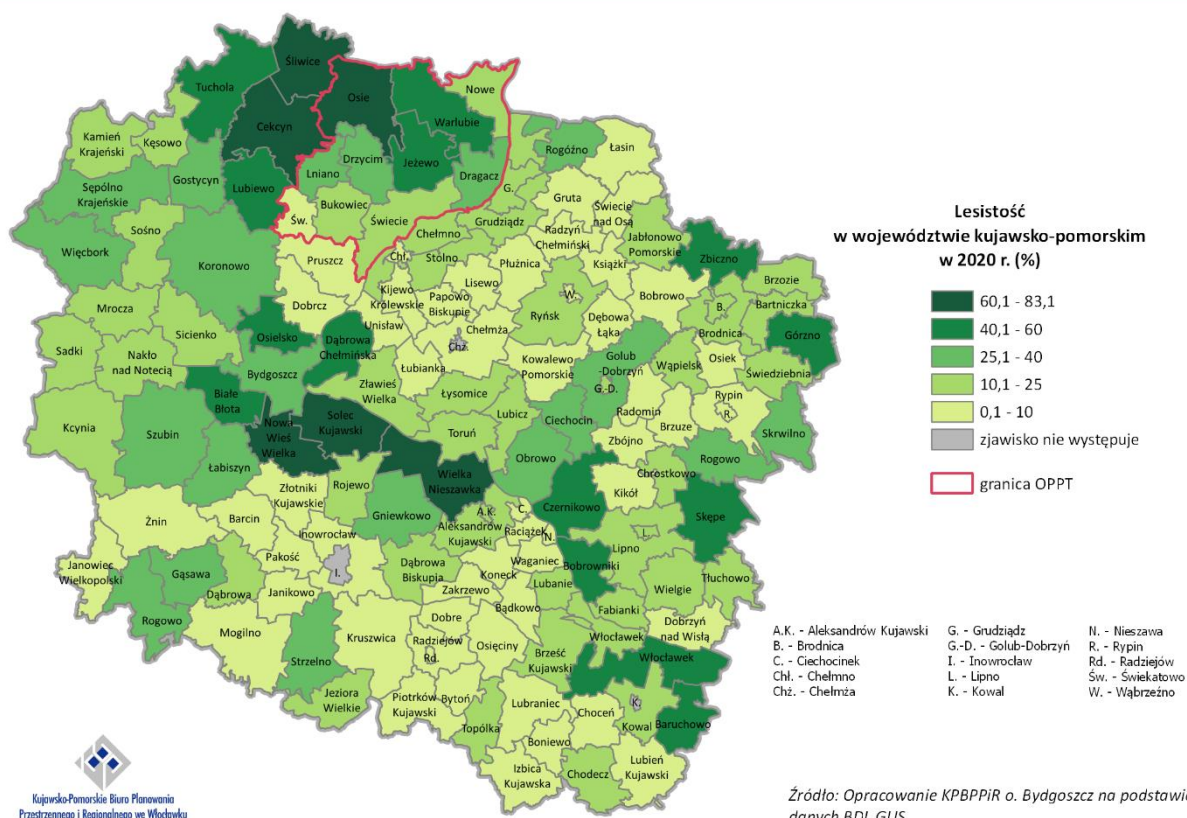 Śliwice
Tuchola
Osie
Nowe
Cekcyn
Warlubie
Kamień
Krajeński
Kęsowo
Rogóźno
Łasin
Drzycim
Jeżewo
Gostycyn
Lubiewo
Lniano
Dragacz
Sępólno
Krajeńskie
G.
Gruta
Świecie
nad Osą
Św.
Bukowiec
Świecie
Grudziądz
Sośno
Więcbork
Chełmno
Radzyń
Chełmiński
Jabłonowo
Pomorskie
Zbiczno
Koronowo
Pruszcz
Chł.
Stolno
Płużnica
Książki
Brzozie
Lisewo
Bobrowo
Bartniczka
Dobrcz
Kijewo
Królewskie
Papowo
Biskupie
W.
B.
Mrocza
Unisław
Ryńsk
Dębowa
Łąka
Brodnica
Górzno
Sicienko
Osielsko
Dąbrowa
Chełmińska
Chełmża
Chż.
Sadki
Nakło
nad Notecią
Golub
-Dobrzyń
Osiek
Kowalewo
Pomorskie
Wąpielsk
Świedziebnia
Bydgoszcz
Łubianka
G.-D.
Zławieś
Wielka
Łysomice
Rypin
R.
Białe
Błota
Radomin
Kcynia
Solec
Kujawski
Lubicz
Ciechocin
Brzuze
Szubin
Nowa
Wieś
Wielka
Toruń
Zbójno
Skrwilno
Obrowo
Rogowo
Łabiszyn
Wielka
Nieszawka
Chrostkowo
Złotniki
Kujawskie
Rojewo
Kikół
Czernikowo
Skępe
Żnin
Barcin
Gniewkowo
A.K.
C.
Inowrocław
Aleksandrów
Kujawski
Raciążek
N.
L.
Lipno
Pakość
Janowiec
Wielkopolski
Gąsawa
I.
Dąbrowa
Biskupia
Koneck
Waganiec
Bobrowniki
Tłuchowo
Dąbrowa
Janikowo
Zakrzewo
Lubanie
Wielgie
Rogowo
Bądkowo
Fabianki
Dobre
Dobrzyń
nad Wisłą
Mogilno
Kruszwica
Radziejów
Rd.
Osięciny
Włocławek
Brześć
Kujawski
Włocławek
Strzelno
Jeziora
Wielkie
Piotrków
Kujawski
Bytoń
Lubraniec
K.
Topólka
Choceń
Kowal
Baruchowo
Boniewo
Izbica
Kujawska
Chodecz
Lubień
Kujawski
Lesistość
w województwie kujawsko-pomorskim
w 2020 r. (%)
60,1 - 83,1
40,1 - 60
25,1 - 40
10,1 - 25
0,1 - 10
zjawisko nie występuje
granica OPPT
A.K. - Aleksandrów Kujawski
B. - Brodnica
C. - Ciechocinek
Chł. - Chełmno
Chż. - Chełmża
G. - Grudziądz
G.-D. - Golub-Dobrzyń
I. - Inowrocław
L. - Lipno
K. - Kowal
N. - Nieszawa
R. - Rypin
Rd. - Radziejów
Św. - Świekatowo
W. - Wąbrzeźno
Kujawsko-Pomorskie Biuro Planowania
Przestrzennego i Regionalnego we Włocławku
Źródło: Opracowanie KPBPPiR o. Bydgoszcz na podstawie
danych BDL GUS